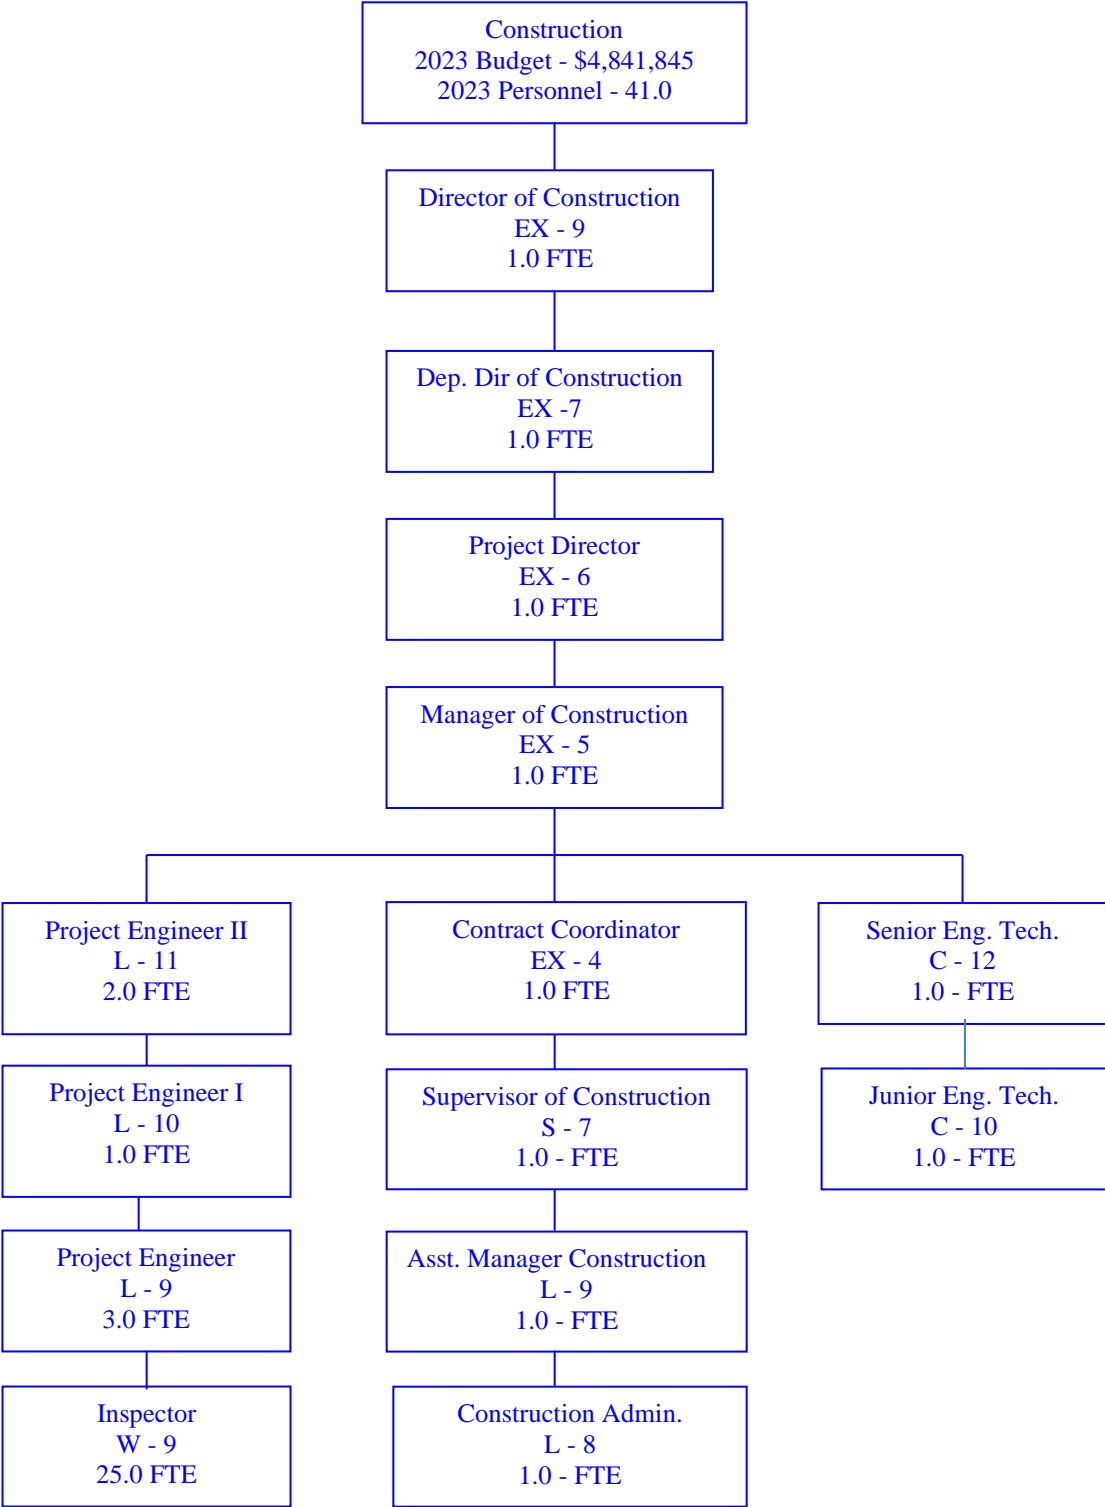 Construction
2023 Budget - $4,841,845
2023 Personnel - 41.0
Director of Construction
EX - 9
1.0 FTE
Dep. Dir of Construction
EX -7
1.0 FTE
Project Director
EX - 6
1.0 FTE
Manager of Construction
EX - 5
1.0 FTE
Project Engineer II
L - 11
2.0 FTE
Contract Coordinator
EX - 4
1.0 FTE
Senior Eng. Tech.
C - 12
1.0 - FTE
Project Engineer I
L - 10
1.0 FTE
Supervisor of Construction
S - 7
1.0 - FTE
Junior Eng. Tech.
C - 10
1.0 - FTE
Project Engineer
L - 9
3.0 FTE
Asst. Manager Construction
L - 9
1.0 - FTE
Inspector
W - 9
25.0 FTE
Construction Admin.
L - 8
1.0 - FTE